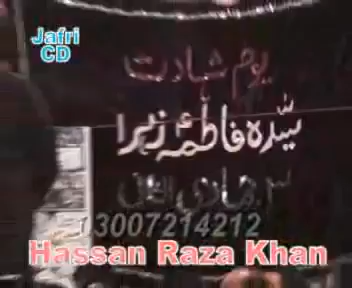 Jafri
CD
یوم شہادت
سیدہ فاطمہ زہرا
03007214212
Hassan Raza Khan